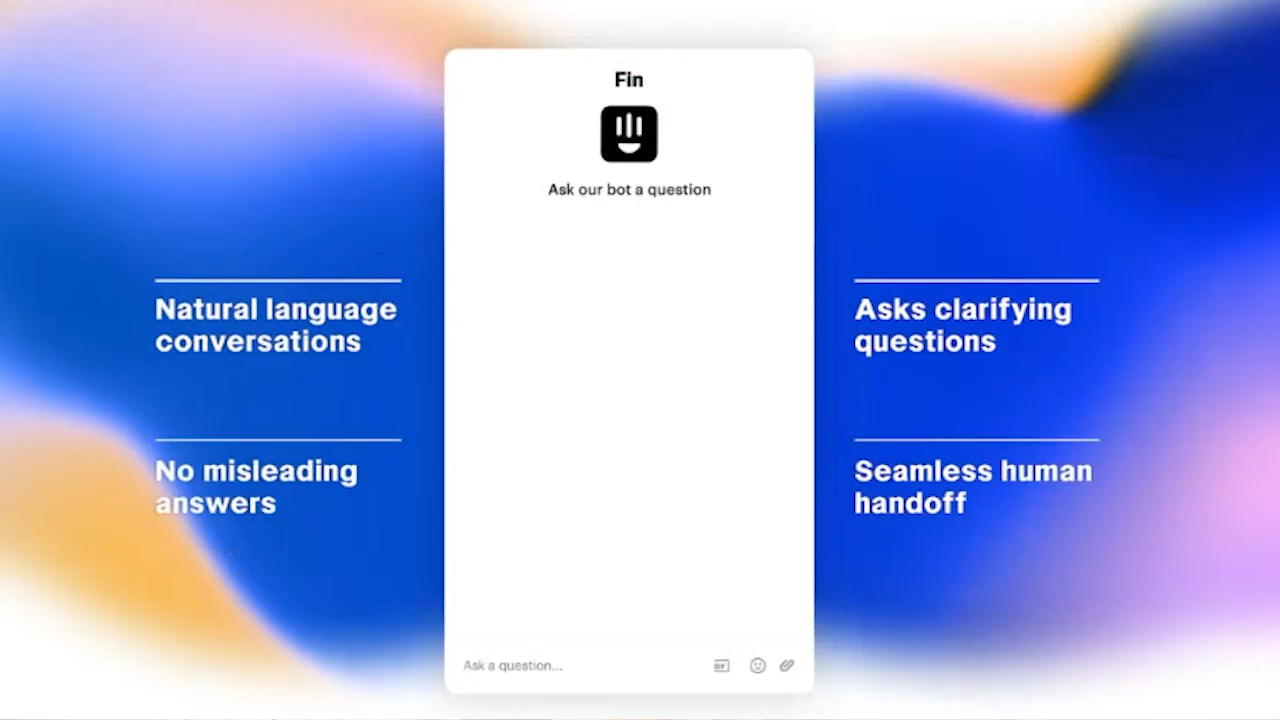 Fin
Ask our bot a question
Natural language
conversations
No misleading
answers
Asks clarifying
questions
Seamless human
handoff
Ask a question...
GIF